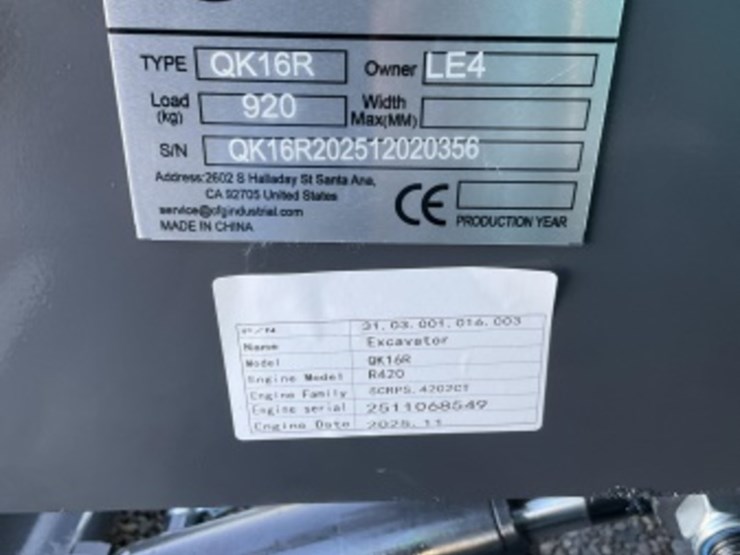 TYPE QK16R Owner LE4
Load (kg) 920 Width Max(MM)
S/N QK16R202512020356
Address:2602 S Halladay St Santa Ana,
CA 92705 United States
service@cfgindustrial.com
MADE IN CHINA
CE PRODUCTION YEAR
P/N 31.03.001.016.003
Name Excavator
Model QK16R
Engine Model R420
Engine Family
Engine serial 2511068549
Engine Date 2025.11